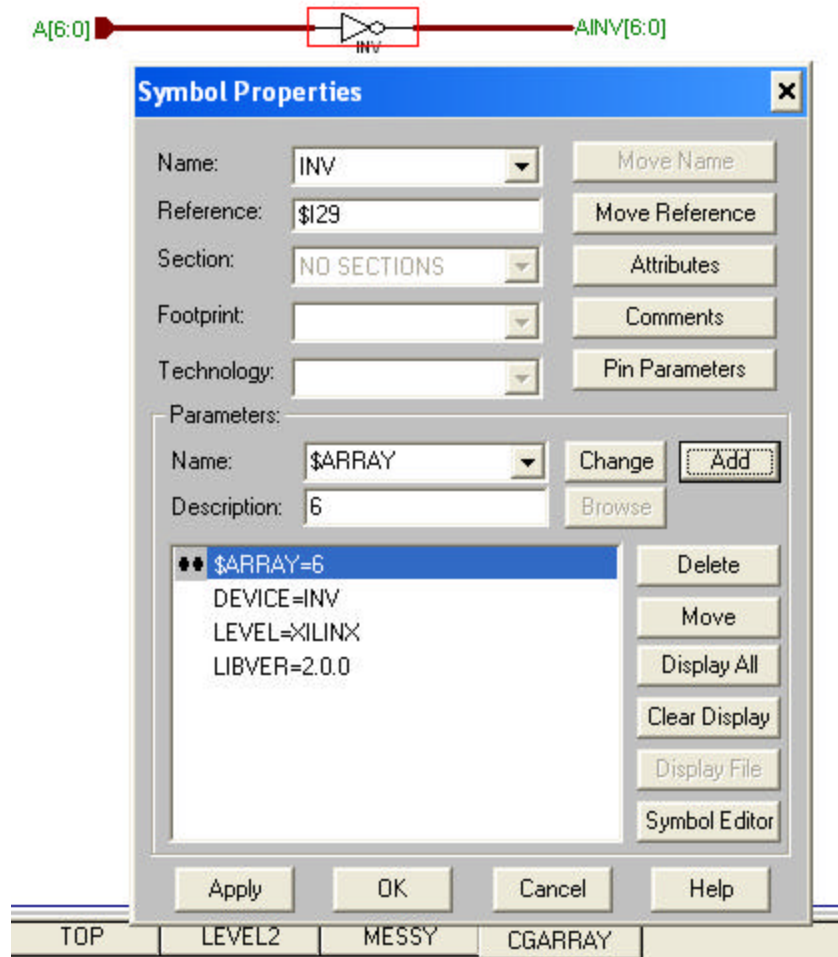 A[6:0] AINV[6:0]
INV
Symbol Properties
Name: INV Move Name
Reference: $I29 Move Reference
Section: NO SECTIONS Attributes
Footprint: Comments
Technology: Pin Parameters
Parameters:
Name: $ARRAY Change Add
Description: 6 Browse
$ARRAY=6 Delete
DEVICE=INV Move
LEVEL=XILINX
LIBVER=2.0.0 Display All
Clear Display
Display File
Symbol Editor
Apply OK Cancel Help
TOP LEVEL2 MESSY CGARRAY